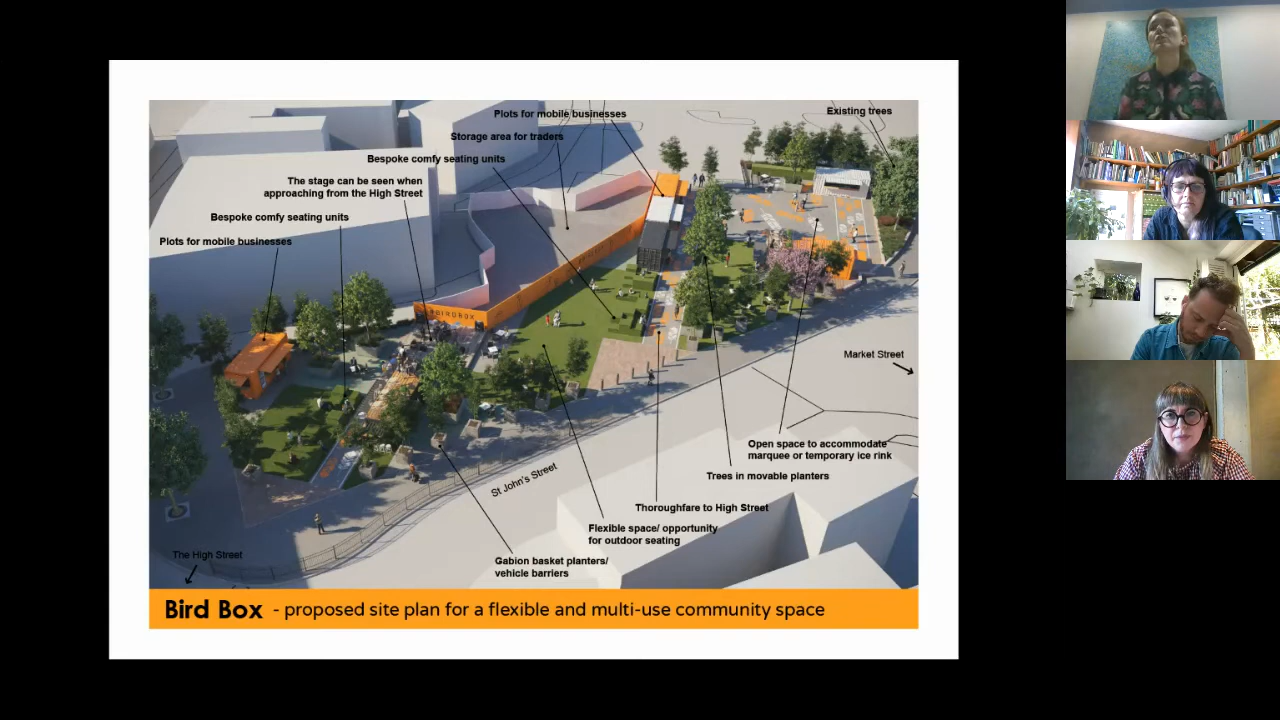 Plots for mobile businesses
Existing trees
Storage area for traders
Bespoke comfy seating units
The stage can be seen when
approaching from the High Street
Bespoke comfy seating units
Plots for mobile businesses
BIRDBOX
Market Street
Open space to accommodate
marquee or temporary ice rink
Trees in movable planters
St John's Street
Thoroughfare to High Street
Flexible space/ opportunity
for outdoor seating
The High Street
Gabion basket planters/
vehicle barriers
Bird Box - proposed site plan for a flexible and multi-use community space